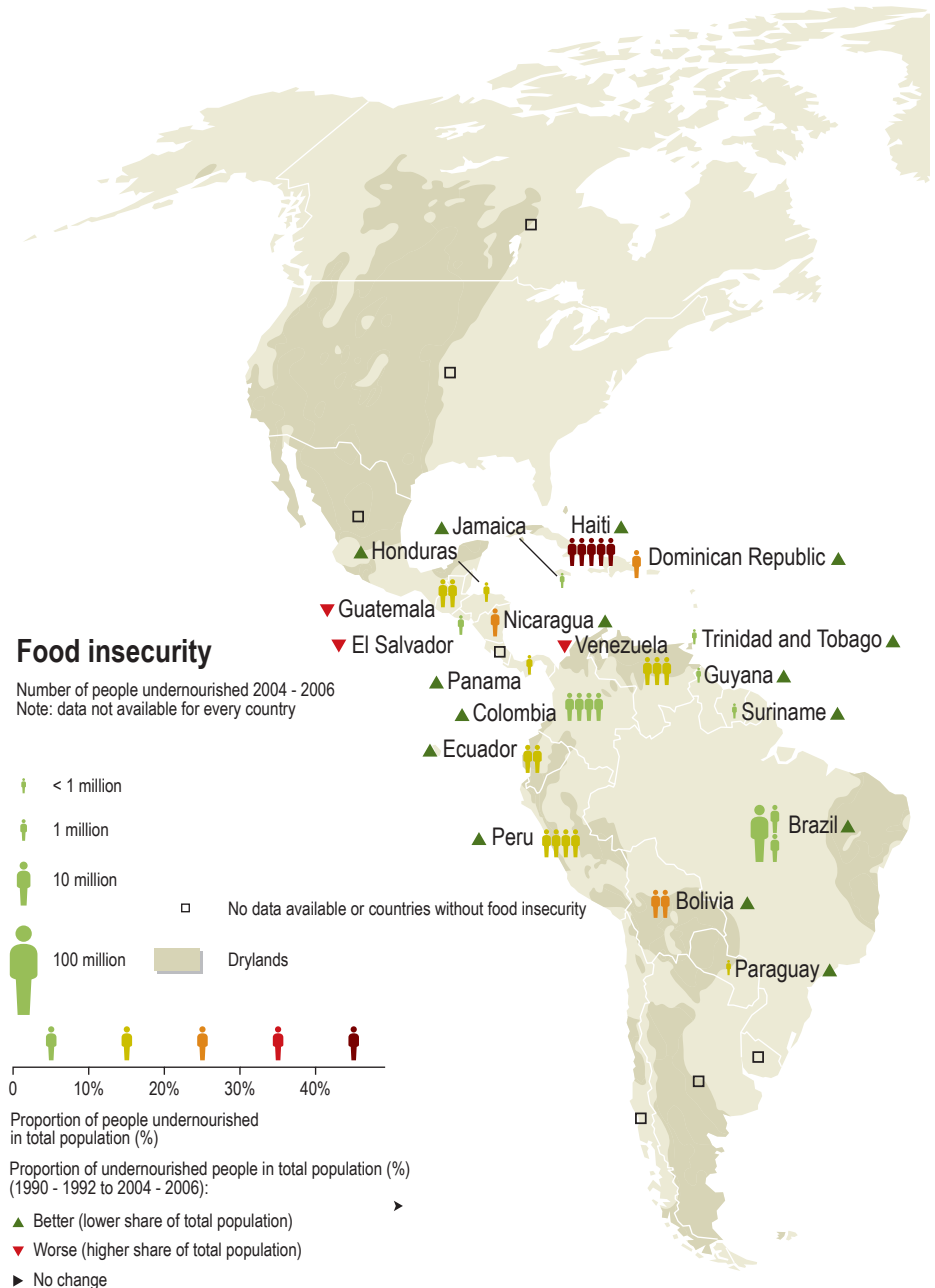 Jamaica
Haiti
Honduras
Dominican Republic
Guatemala
Nicaragua
El Salvador
Venezuela
Trinidad and Tobago
Panama
Guyana
Colombia
Suriname
Ecuador
Peru
Brazil
Bolivia
Paraguay
Food insecurity
Number of people undernourished 2004 - 2006
Note: data not available for every country
< 1 million
1 million
10 million
100 million
No data available or countries without food insecurity
Drylands
0 10% 20% 30% 40%
Proportion of people undernourished
in total population (%)
Proportion of undernourished people in total population (%)
(1990 - 1992 to 2004 - 2006):
Better (lower share of total population)
Worse (higher share of total population)
No change